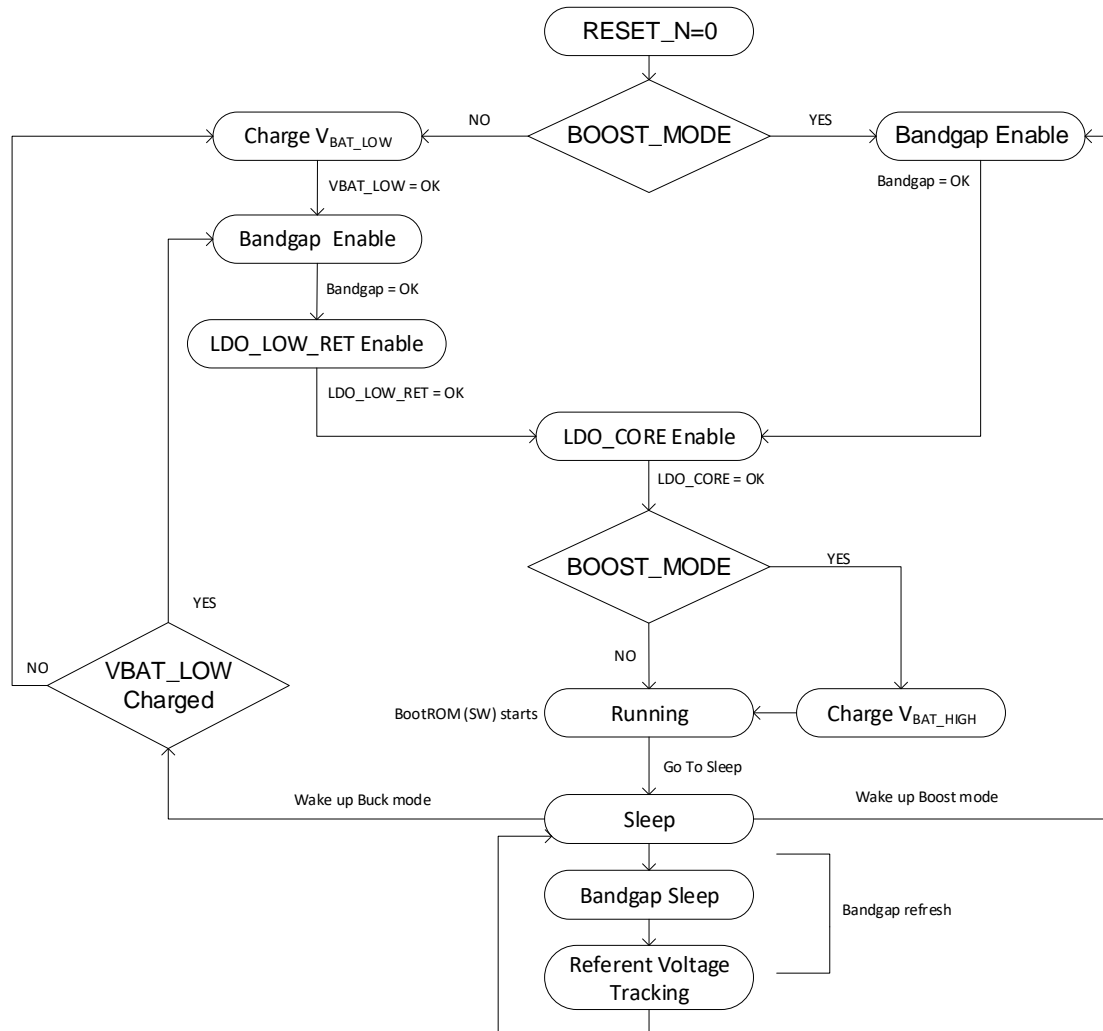 RESET_N=0
Charge VBAT_LOW
NO
BOOST_MODE
YES
Bandgap Enable
VBAT_LOW = OK
Bandgap = OK
Bandgap Enable
Bandgap = OK
LDO_LOW_RET Enable
LDO_LOW_RET = OK
LDO_CORE Enable
LDO_CORE = OK
BOOST_MODE
YES
YES
NO
NO
VBAT_LOW
Charged
BootROM (SW) starts
Running
Charge VBAT_HIGH
Go To Sleep
Wake up Buck mode
Sleep
Wake up Boost mode
Bandgap Sleep
Bandgap refresh
Referent Voltage
Tracking